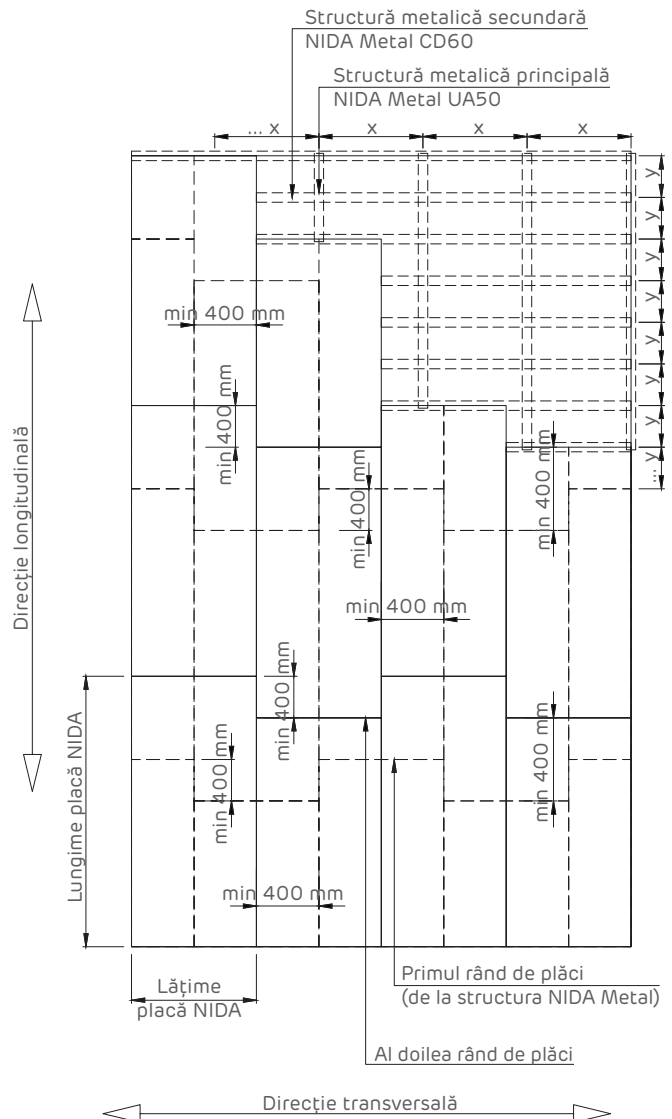 Structură metalică secundară
NIDA Metal CD60
Structură metalică principală
NIDA Metal UA50
... x
x
x
x
y
y
y
y
y
y
y
... y
min 400 mm
min 400 mm
min 400 mm
min 400 mm
min 400 mm
min 400 mm
min 400 mm
min 400 mm
min 400 mm
Direcție longitudinală
Lungime placă NIDA
Lățime
placă NIDA
Primul rând de plăci
(de la structura NIDA Metal)
Al doilea rând de plăci
Direcție transversală